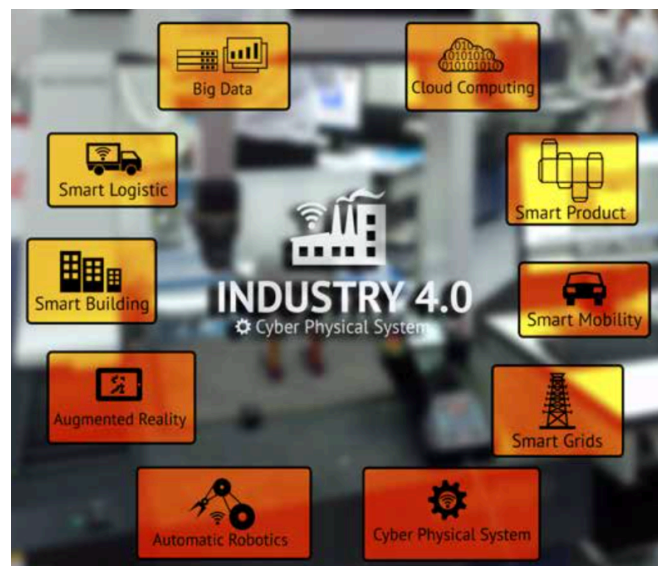 Big Data
Cloud Computing
Smart Logistic
Smart Product
INDUSTRY 4.0
Cyber Physical System
Smart Building
Smart Mobility
Augmented Reality
Smart Grids
Automatic Robotics
Cyber Physical System